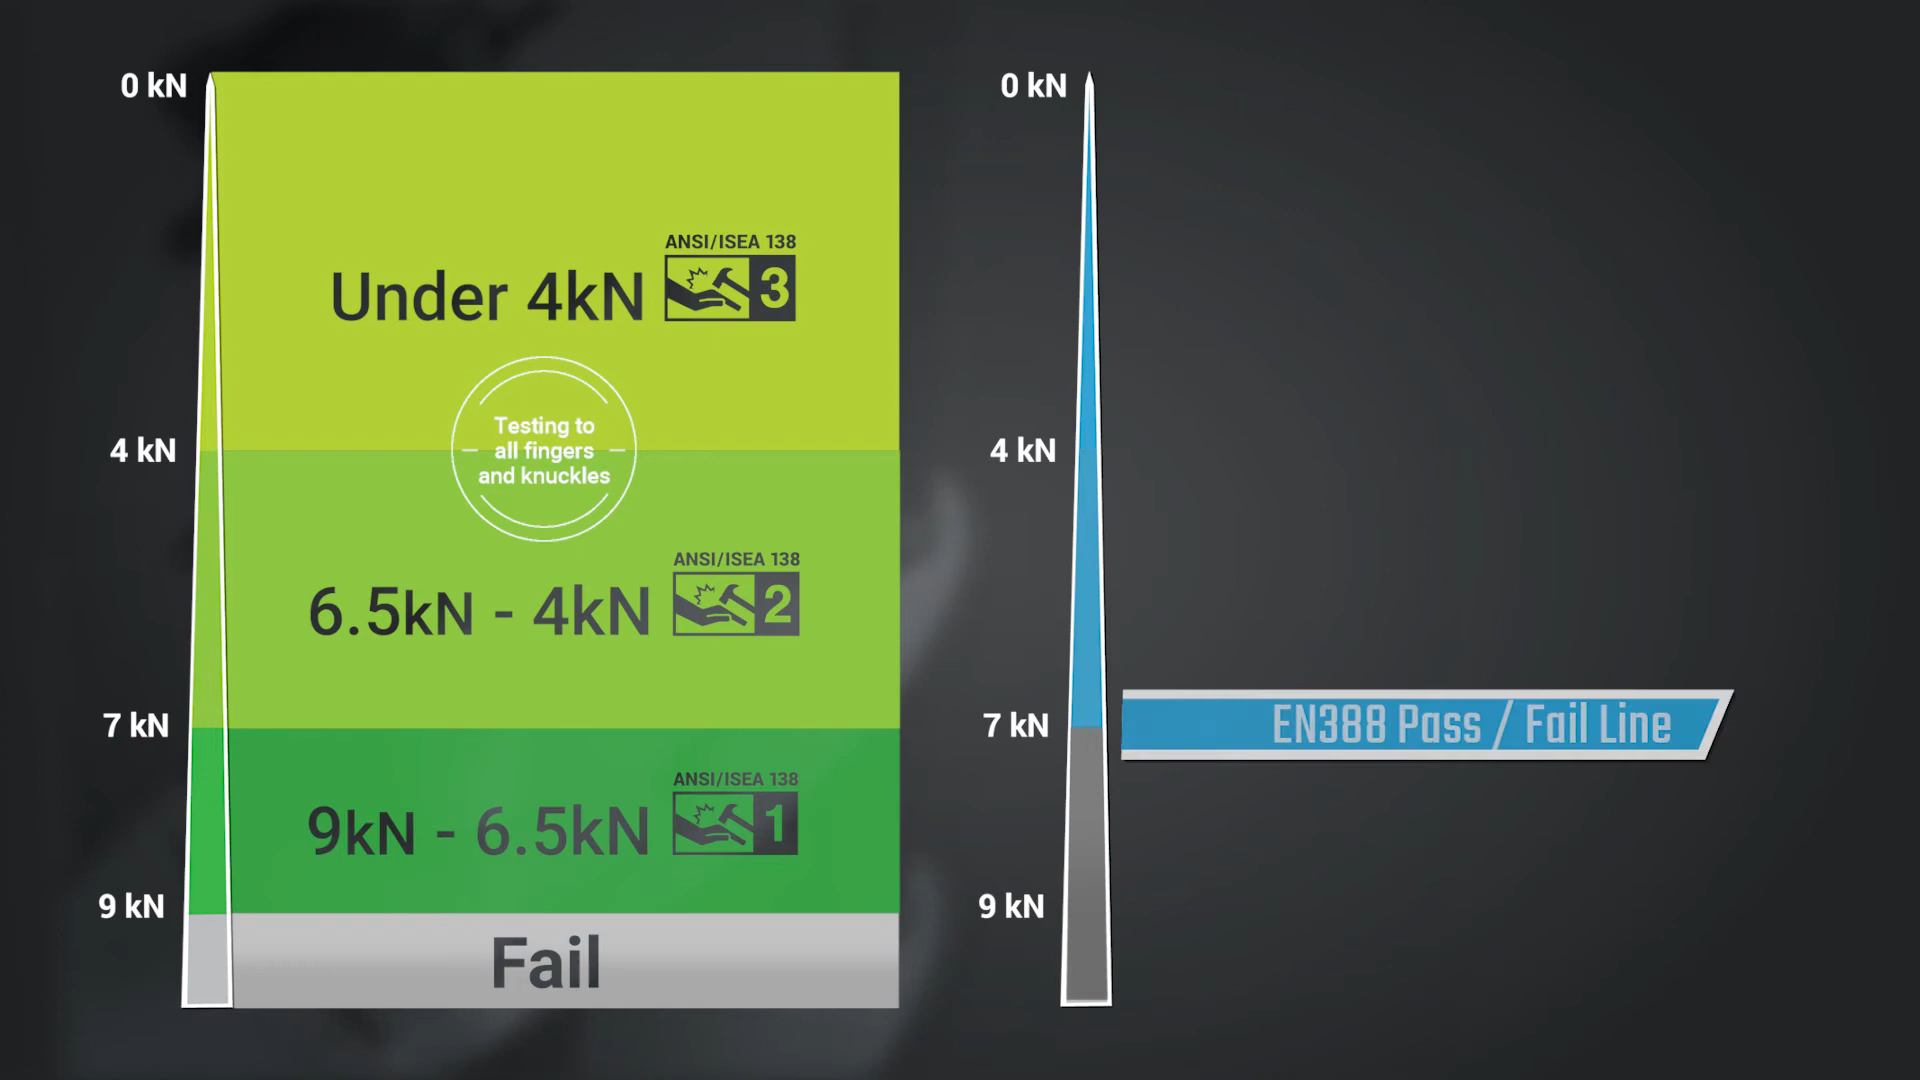 0 kN
ANSI/ISEA 138
Under 4kN 3
Testing to
all fingers
and knuckles
4 kN
ANSI/ISEA 138
6.5kN - 4kN 2
7 kN
ANSI/ISEA 138
9kN - 6.5kN 1
9 kN
Fail
0 kN
4 kN
7 kN
EN388 Pass / Fail Line
9 kN